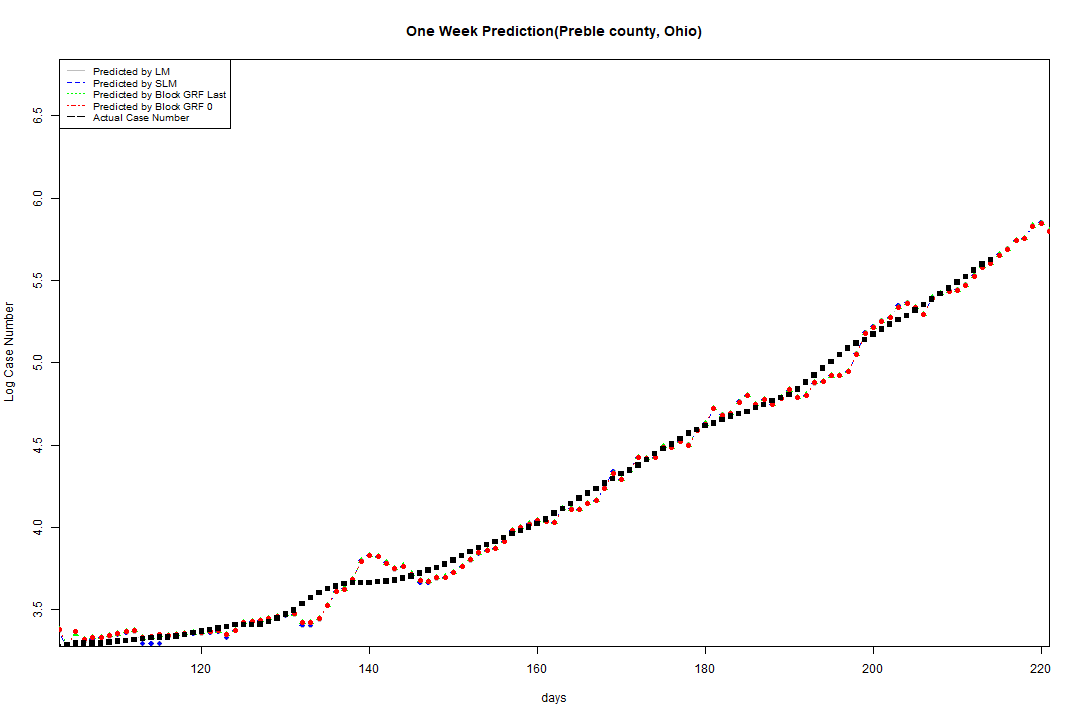 One Week Prediction(Preble county, Ohio)
Predicted by LM
Predicted by SLM
Predicted by Block GRF Last
Predicted by Block GRF 0
Actual Case Number
6.5
6.0
5.5
5.0
4.5
4.0
3.5
Log Case Number
120 140 160 180 200 220
days